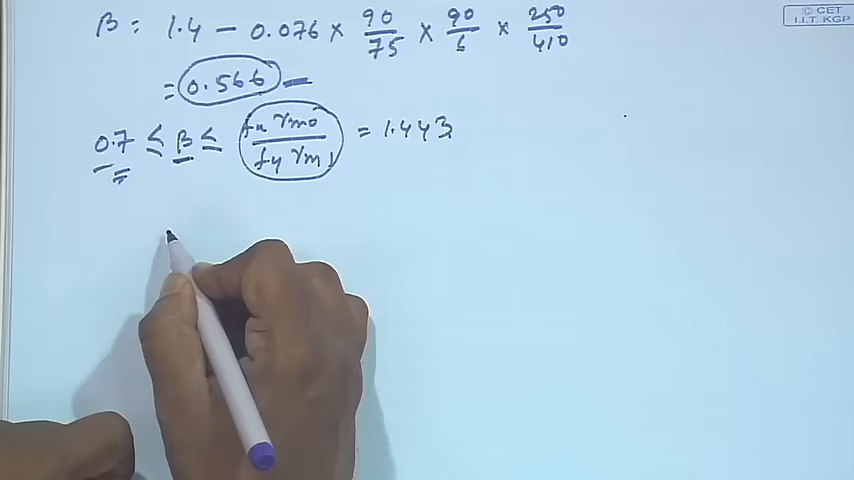 β = 1.4 - 0.076 × 90/75 × 90/6 × 250/410
= 0.566
0.7 ≤ β ≤ fu γm0 / fy γm1 = 1.443
© CET
I.I.T. KGP